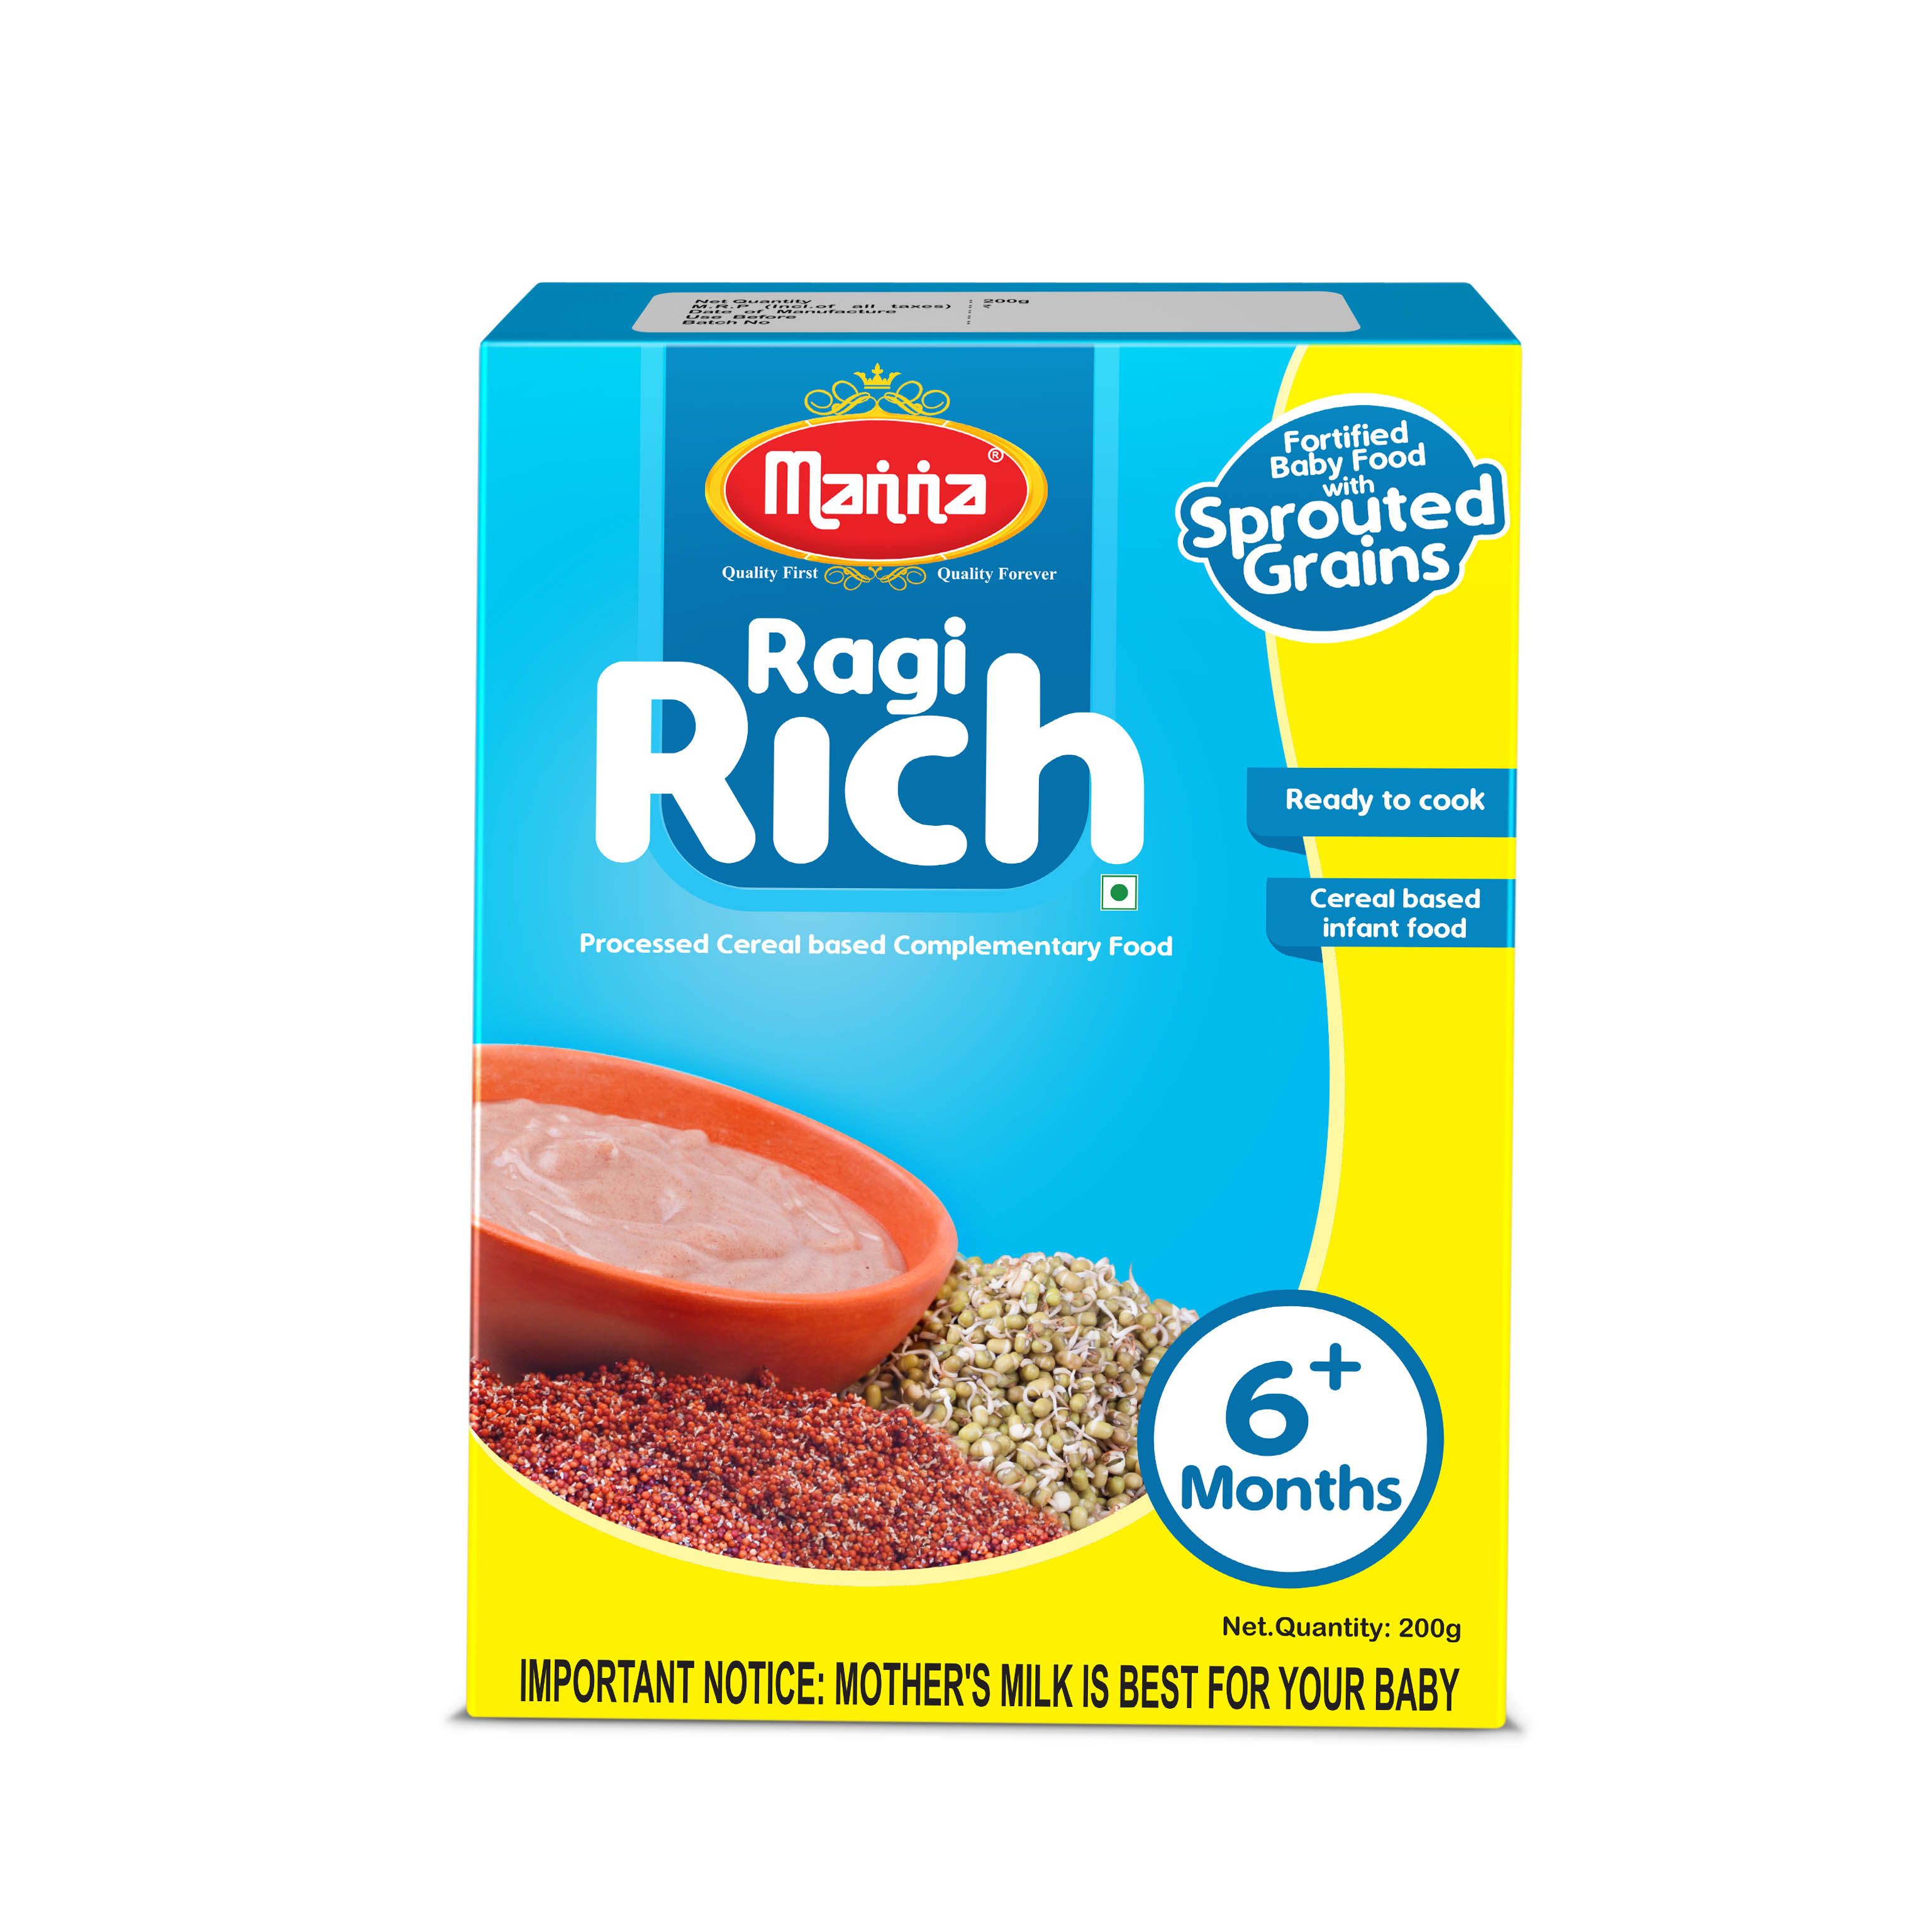 Net Quantity : 200g
M.R.P (Incl.of all taxes) : ₹
Date of Manufacture :
Use Before :
Batch No :
Manna®
Quality First Quality Forever
Fortified
Baby Food
with
Sprouted
Grains
Ragi
Rich
Ready to cook
Cereal based
infant food
Processed Cereal based Complementary Food
6+
Months
Net.Quantity: 200g
IMPORTANT NOTICE: MOTHER'S MILK IS BEST FOR YOUR BABY